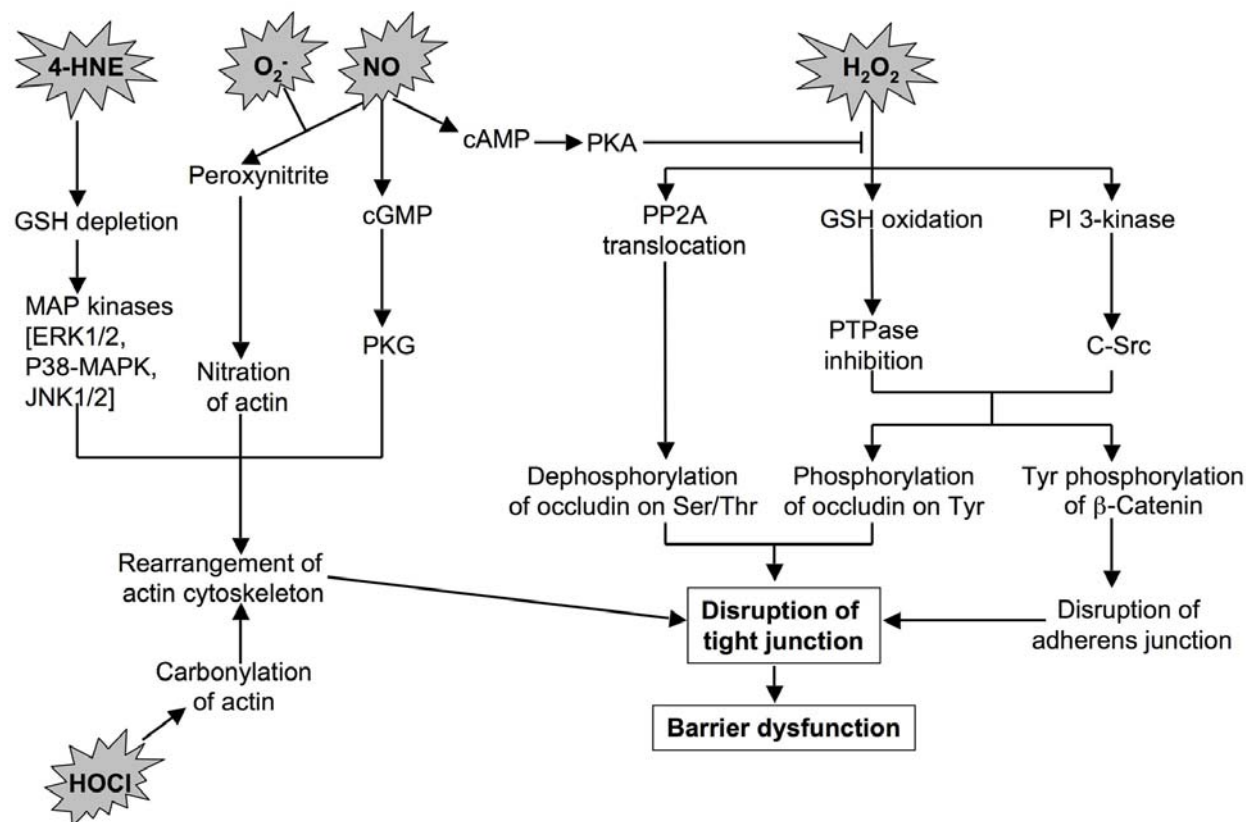 4-HNE
O₂⁻
NO
H₂O₂
cAMP
PKA
Peroxynitrite
GSH depletion
cGMP
PP2A
translocation
GSH oxidation
PI 3-kinase
MAP kinases
[ERK1/2,
P38-MAPK,
JNK1/2]
Nitration
of actin
PKG
PTPase
inhibition
C-Src
Dephosphorylation
of occludin on Ser/Thr
Phosphorylation
of occludin on Tyr
Tyr phosphorylation
of β-Catenin
Rearrangement of
actin cytoskeleton
Disruption of
tight junction
Disruption of
adherens junction
Carbonylation
of actin
Barrier dysfunction
HOCl